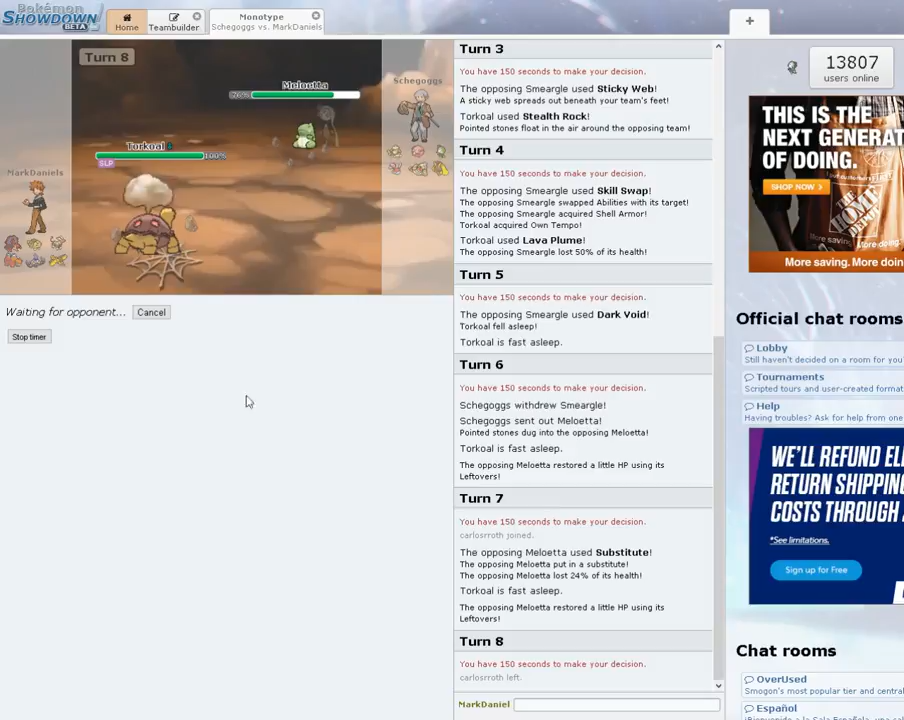 Pokémon
SHOWDOWN
BETA
Home
Teambuilder
Monotype
Schegoggs vs. MarkDaniels
+
Turn 8
Meloetta
Schegoggs
Torkoal
100%
SLP
MarkDaniels
Waiting for opponent...
Cancel
Stop timer
Turn 3
You have 150 seconds to make your decision.
The opposing Smeargle used Sticky Web!
A sticky web spreads out beneath your team's feet!
Torkoal used Stealth Rock!
Pointed stones float in the air around the opposing team!
Turn 4
You have 150 seconds to make your decision.
The opposing Smeargle used Skill Swap!
The opposing Smeargle swapped Abilities with its target!
The opposing Smeargle acquired Shell Armor!
Torkoal acquired Own Tempo!
Torkoal used Lava Plume!
The opposing Smeargle lost 50% of its health!
Turn 5
You have 150 seconds to make your decision.
The opposing Smeargle used Dark Void!
Torkoal fell asleep!
Torkoal is fast asleep.
Turn 6
You have 150 seconds to make your decision.
Schegoggs withdrew Smeargle!
Schegoggs sent out Meloetta!
Pointed stones dug into the opposing Meloetta!
Torkoal is fast asleep.
The opposing Meloetta restored a little HP using its
Leftovers!
Turn 7
You have 150 seconds to make your decision.
carlosrroth joined.
The opposing Meloetta used Substitute!
The opposing Meloetta put in a substitute!
The opposing Meloetta lost 24% of its health!
Torkoal is fast asleep.
The opposing Meloetta restored a little HP using its
Leftovers!
Turn 8
You have 150 seconds to make your decision.
carlosrroth left.
MarkDaniel
13807
users online
THIS IS THE
NEXT GENERAT
OF DOING.
SHOP NOW
THE
HOME
DEPOT
More saving.
More doin
More saving. More doin
Official chat rooms
Lobby
Still haven't decided on a room for you
Tournaments
Scripted tours and user-created format
Help
Having troubles? Ask for help from one
WE'LL REFUND EL
RETURN SHIPPING
COSTS THROUGH
*See limitations.
Sign up for Free
Chat rooms
OverUsed
Smogon's most popular tier and central
Español
¡Bienvenido a la Sala Española, una sal